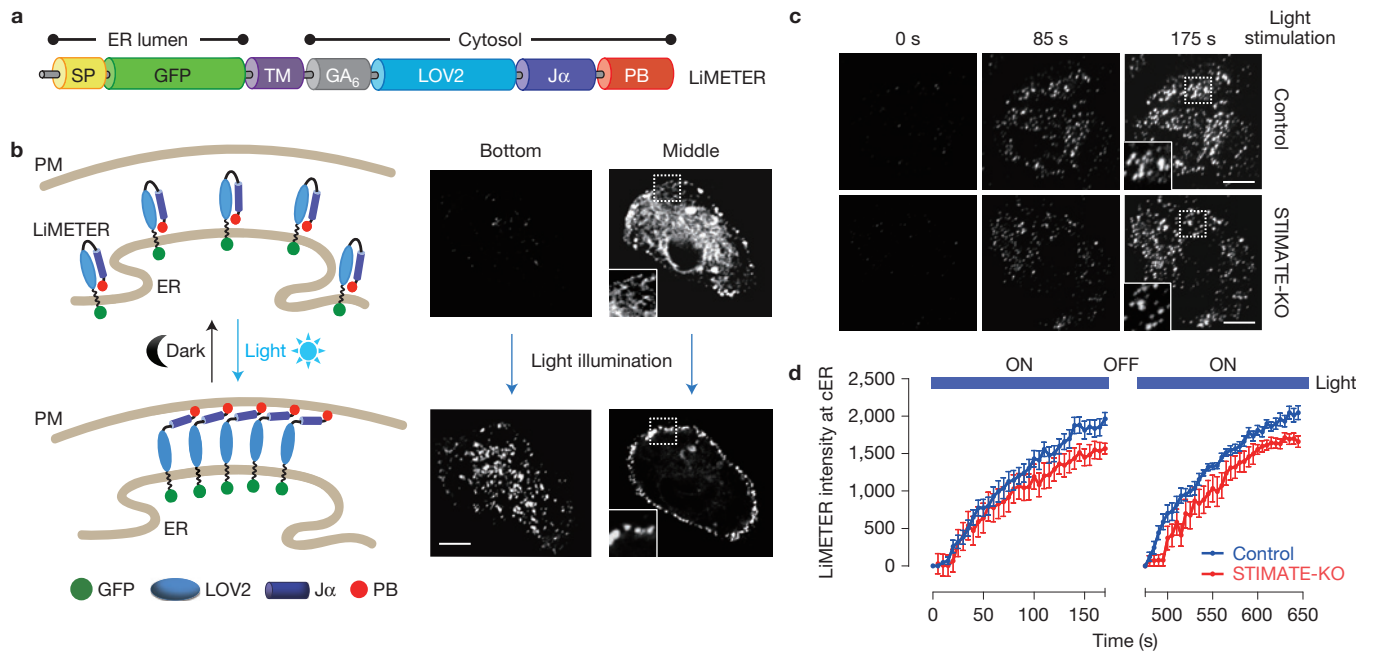 a
ER lumen
Cytosol
SP
GFP
TM
GA6
LOV2
Jα
PB
LiMETER
b
PM
LiMETER
ER
Dark
Light
PM
ER
GFP
LOV2
Jα
PB
Bottom
Middle
Light illumination
c
0 s
85 s
175 s
Light
stimulation
Control
STIMATE-KO
d
ON
OFF
ON
Light
LiMETER intensity at cER
2,500
2,000
1,500
1,000
500
0
Control
STIMATE-KO
0
50
100
150
500
550
600
650
Time (s)